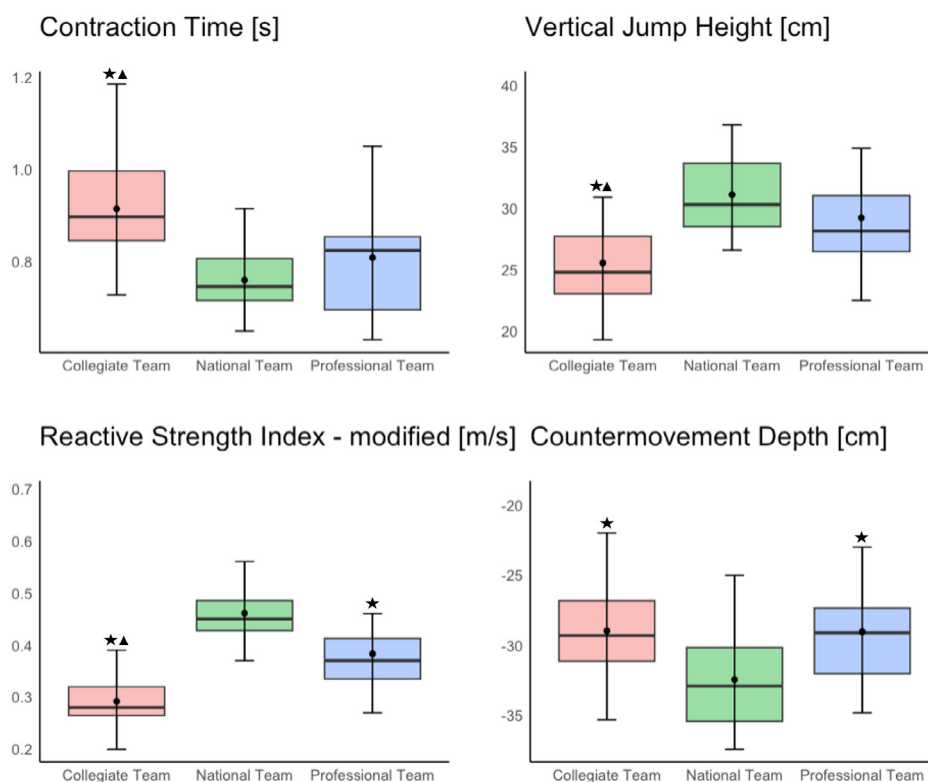 Contraction Time [s]
1.2
1.0
0.8
Collegiate Team National Team Professional Team
Vertical Jump Height [cm]
40
35
30
25
20
Collegiate Team National Team Professional Team
Reactive Strength Index - modified [m/s]
0.7
0.6
0.5
0.4
0.3
0.2
Collegiate Team National Team Professional Team
Countermovement Depth [cm]
-20
-25
-30
-35
Collegiate Team National Team Professional Team